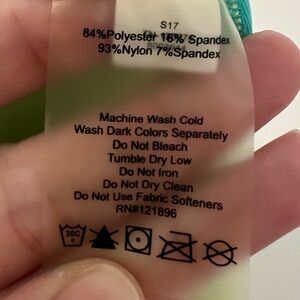 S17
84%Polyester 16% Spandex
93%Nylon 7%Spandex
Machine Wash Cold
Wash Dark Colors Separately
Do Not Bleach
Tumble Dry Low
Do Not Iron
Do Not Dry Clean
Do Not Use Fabric Softeners
RN#121896
30C